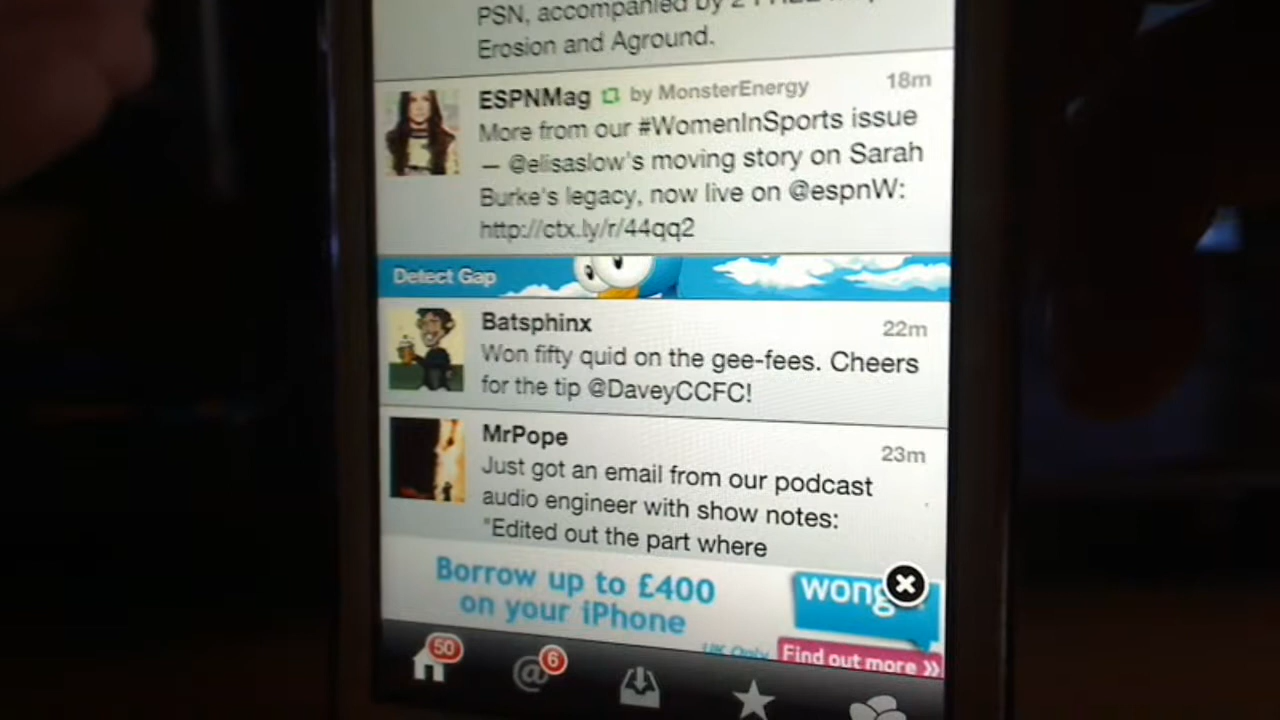 PSN, accompanied by 2
Erosion and Aground.
ESPNMag by MonsterEnergy 18m
More from our #WomenInSports issue
– @elisaslow's moving story on Sarah
Burke's legacy, now live on @espnW:
http://ctx.ly/r/44qq2
Detect Gap
Batsphinx 22m
Won fifty quid on the gee-fees. Cheers
for the tip @DaveyCCFC!
MrPope 23m
Just got an email from our podcast
audio engineer with show notes:
"Edited out the part where
Borrow up to £400
on your iPhone
wong
UK Only
Find out more »
50
@ 6